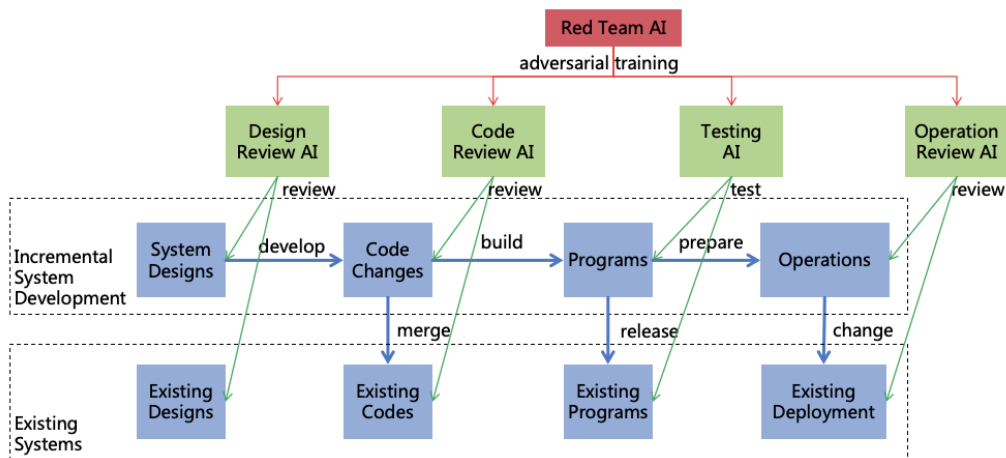 Red Team AI
adversarial training
Design
Review AI
Code
Review AI
Testing
AI
Operation
Review AI
review
review
test
review
Incremental
System
Development
System
Designs
develop
Code
Changes
build
Programs
prepare
Operations
merge
release
change
Existing
Systems
Existing
Designs
Existing
Codes
Existing
Programs
Existing
Deployment